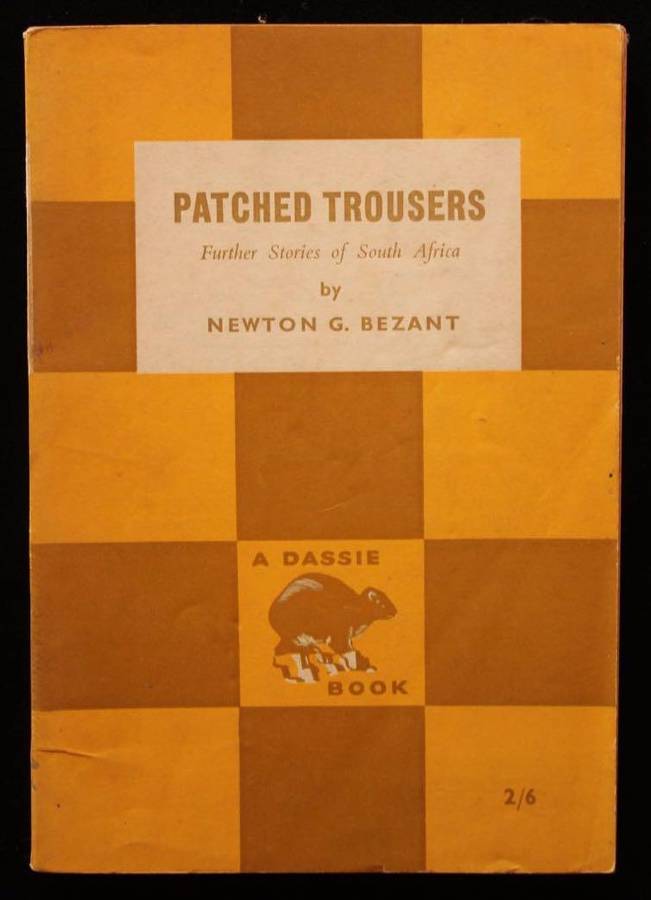 PATCHED TROUSERS
Further Stories of South Africa
by
NEWTON G. BEZANT
A DASSIE
BOOK
2/6